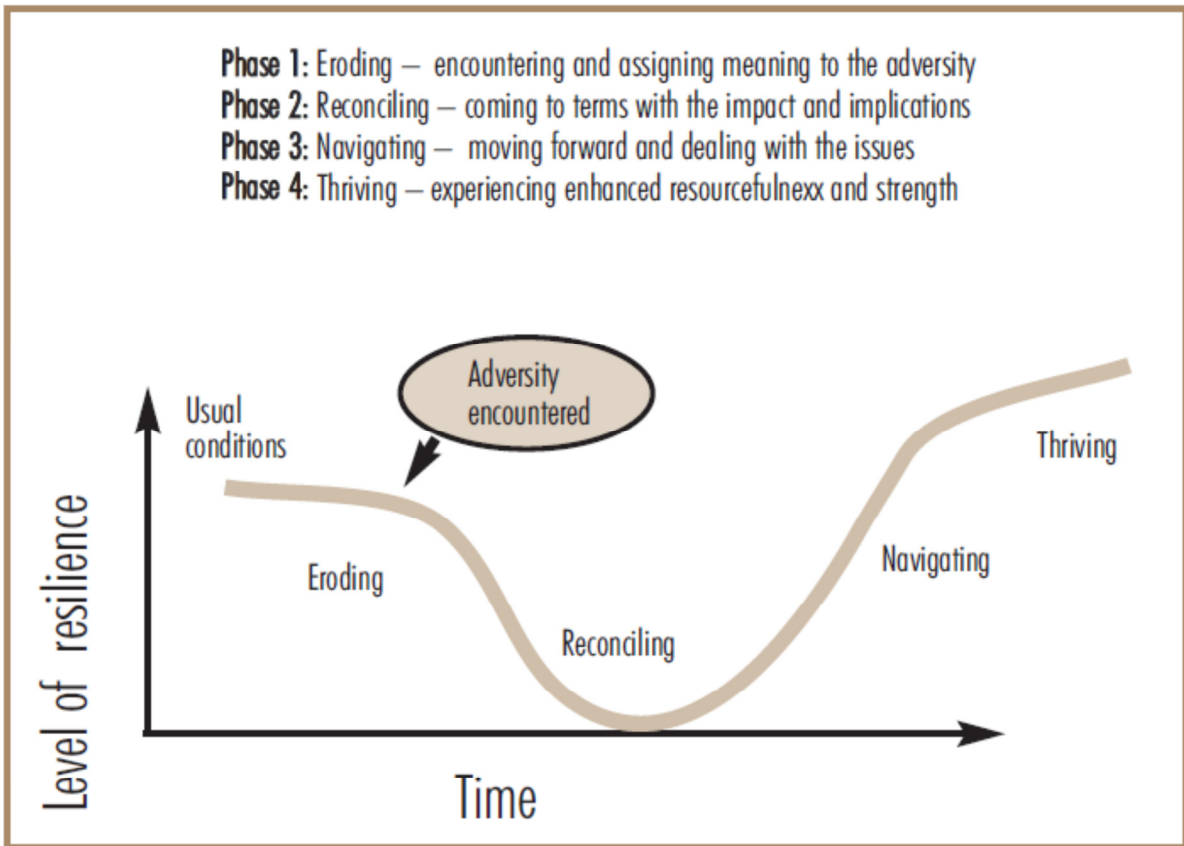 Phase 1: Eroding – encountering and assigning meaning to the adversity
Phase 2: Reconciling – coming to terms with the impact and implications
Phase 3: Navigating – moving forward and dealing with the issues
Phase 4: Thriving – experiencing enhanced resourcefulnexx and strength
Adversity
encountered
Usual
conditions
Thriving
Eroding
Navigating
Reconciling
Level of resilience
Time